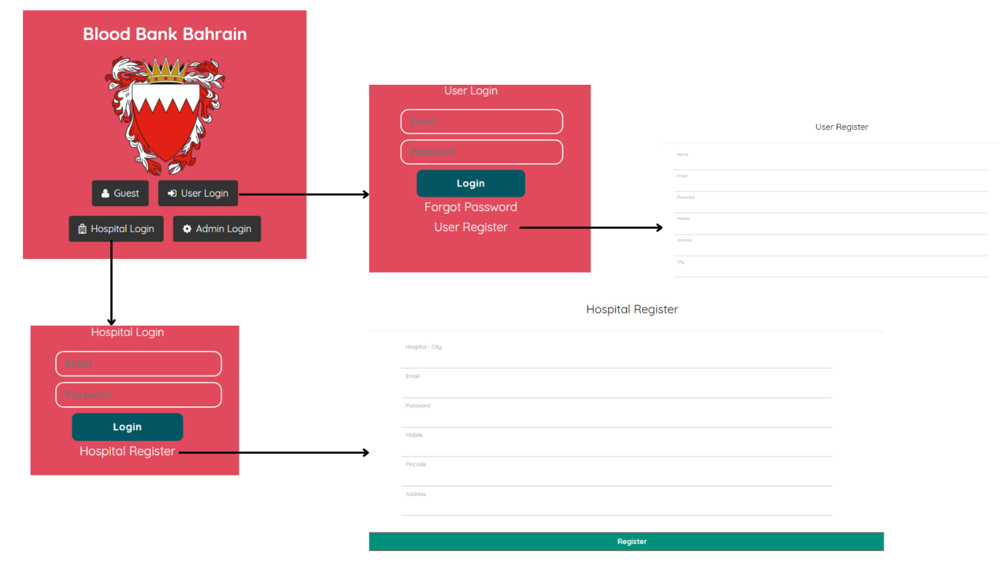 Blood Bank Bahrain
Guest
User Login
Hospital Login
Admin Login
User Login
Email
Password
Login
Forgot Password
User Register
User Register
Name
Email
Password
Mobile
Address
City
Hospital Login
Email
Password
Login
Hospital Register
Hospital Register
Hospital - City
Email
Password
Mobile
Pincode
Address
Register